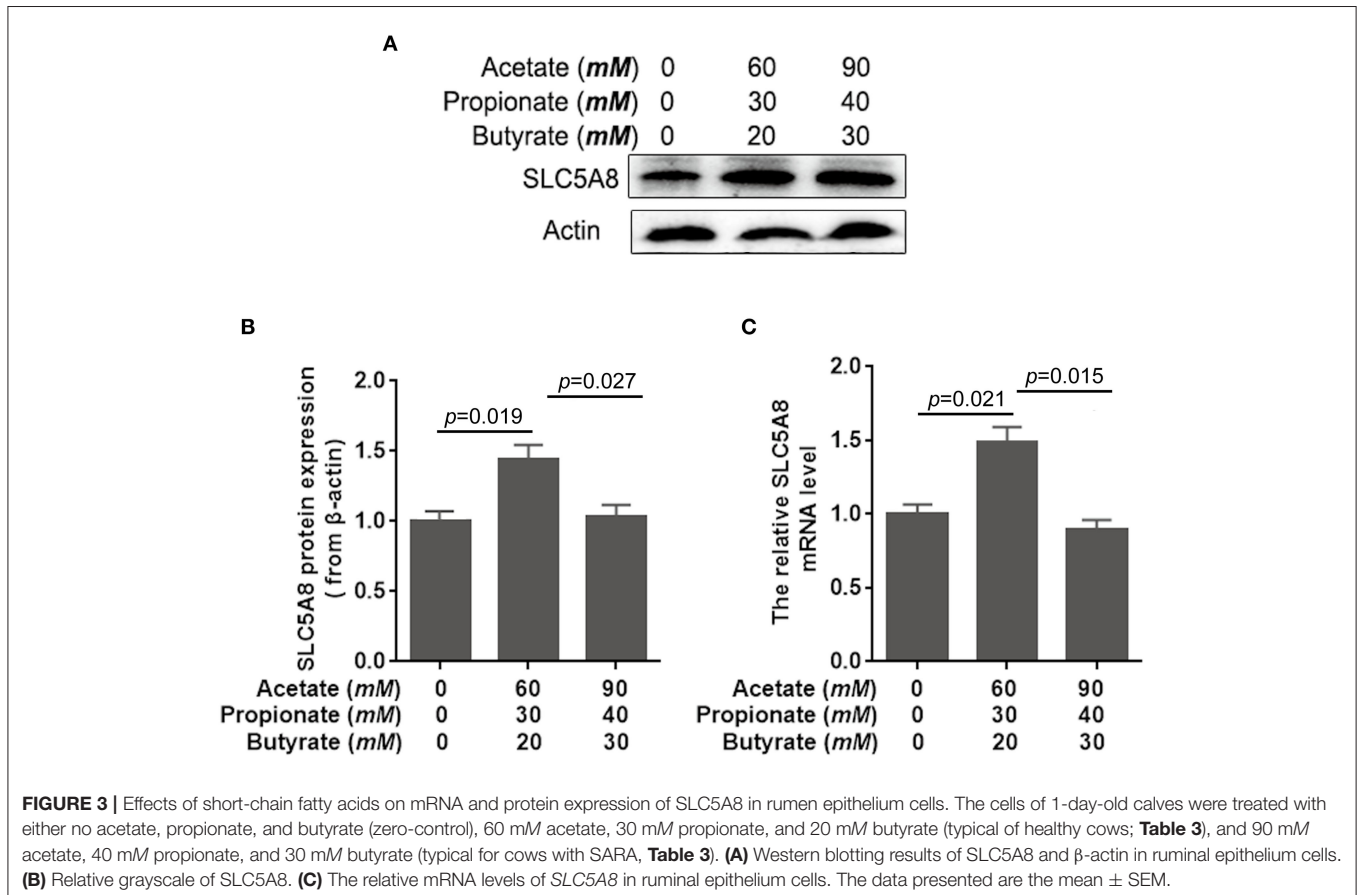 A
Acetate (mM) 0 60 90
Propionate (mM) 0 30 40
Butyrate (mM) 0 20 30
SLC5A8
Actin
B
SLC5A8 protein expression
( from β-actin)
2.0
1.5
1.0
0.5
0.0
p=0.019
p=0.027
Acetate (mM) 0 60 90
Propionate (mM) 0 30 40
Butyrate (mM) 0 20 30
C
The relative SLC5A8
mRNA level
2.0
1.5
1.0
0.5
0.0
p=0.021
p=0.015
Acetate (mM) 0 60 90
Propionate (mM) 0 30 40
Butyrate (mM) 0 20 30
FIGURE 3 | Effects of short-chain fatty acids on mRNA and protein expression of SLC5A8 in rumen epithelium cells. The cells of 1-day-old calves were treated with
either no acetate, propionate, and butyrate (zero-control), 60 mM acetate, 30 mM propionate, and 20 mM butyrate (typical of healthy cows; Table 3), and 90 mM
acetate, 40 mM propionate, and 30 mM butyrate (typical for cows with SARA, Table 3). (A) Western blotting results of SLC5A8 and β-actin in ruminal epithelium cells.
(B) Relative grayscale of SLC5A8. (C) The relative mRNA levels of SLC5A8 in ruminal epithelium cells. The data presented are the mean ± SEM.